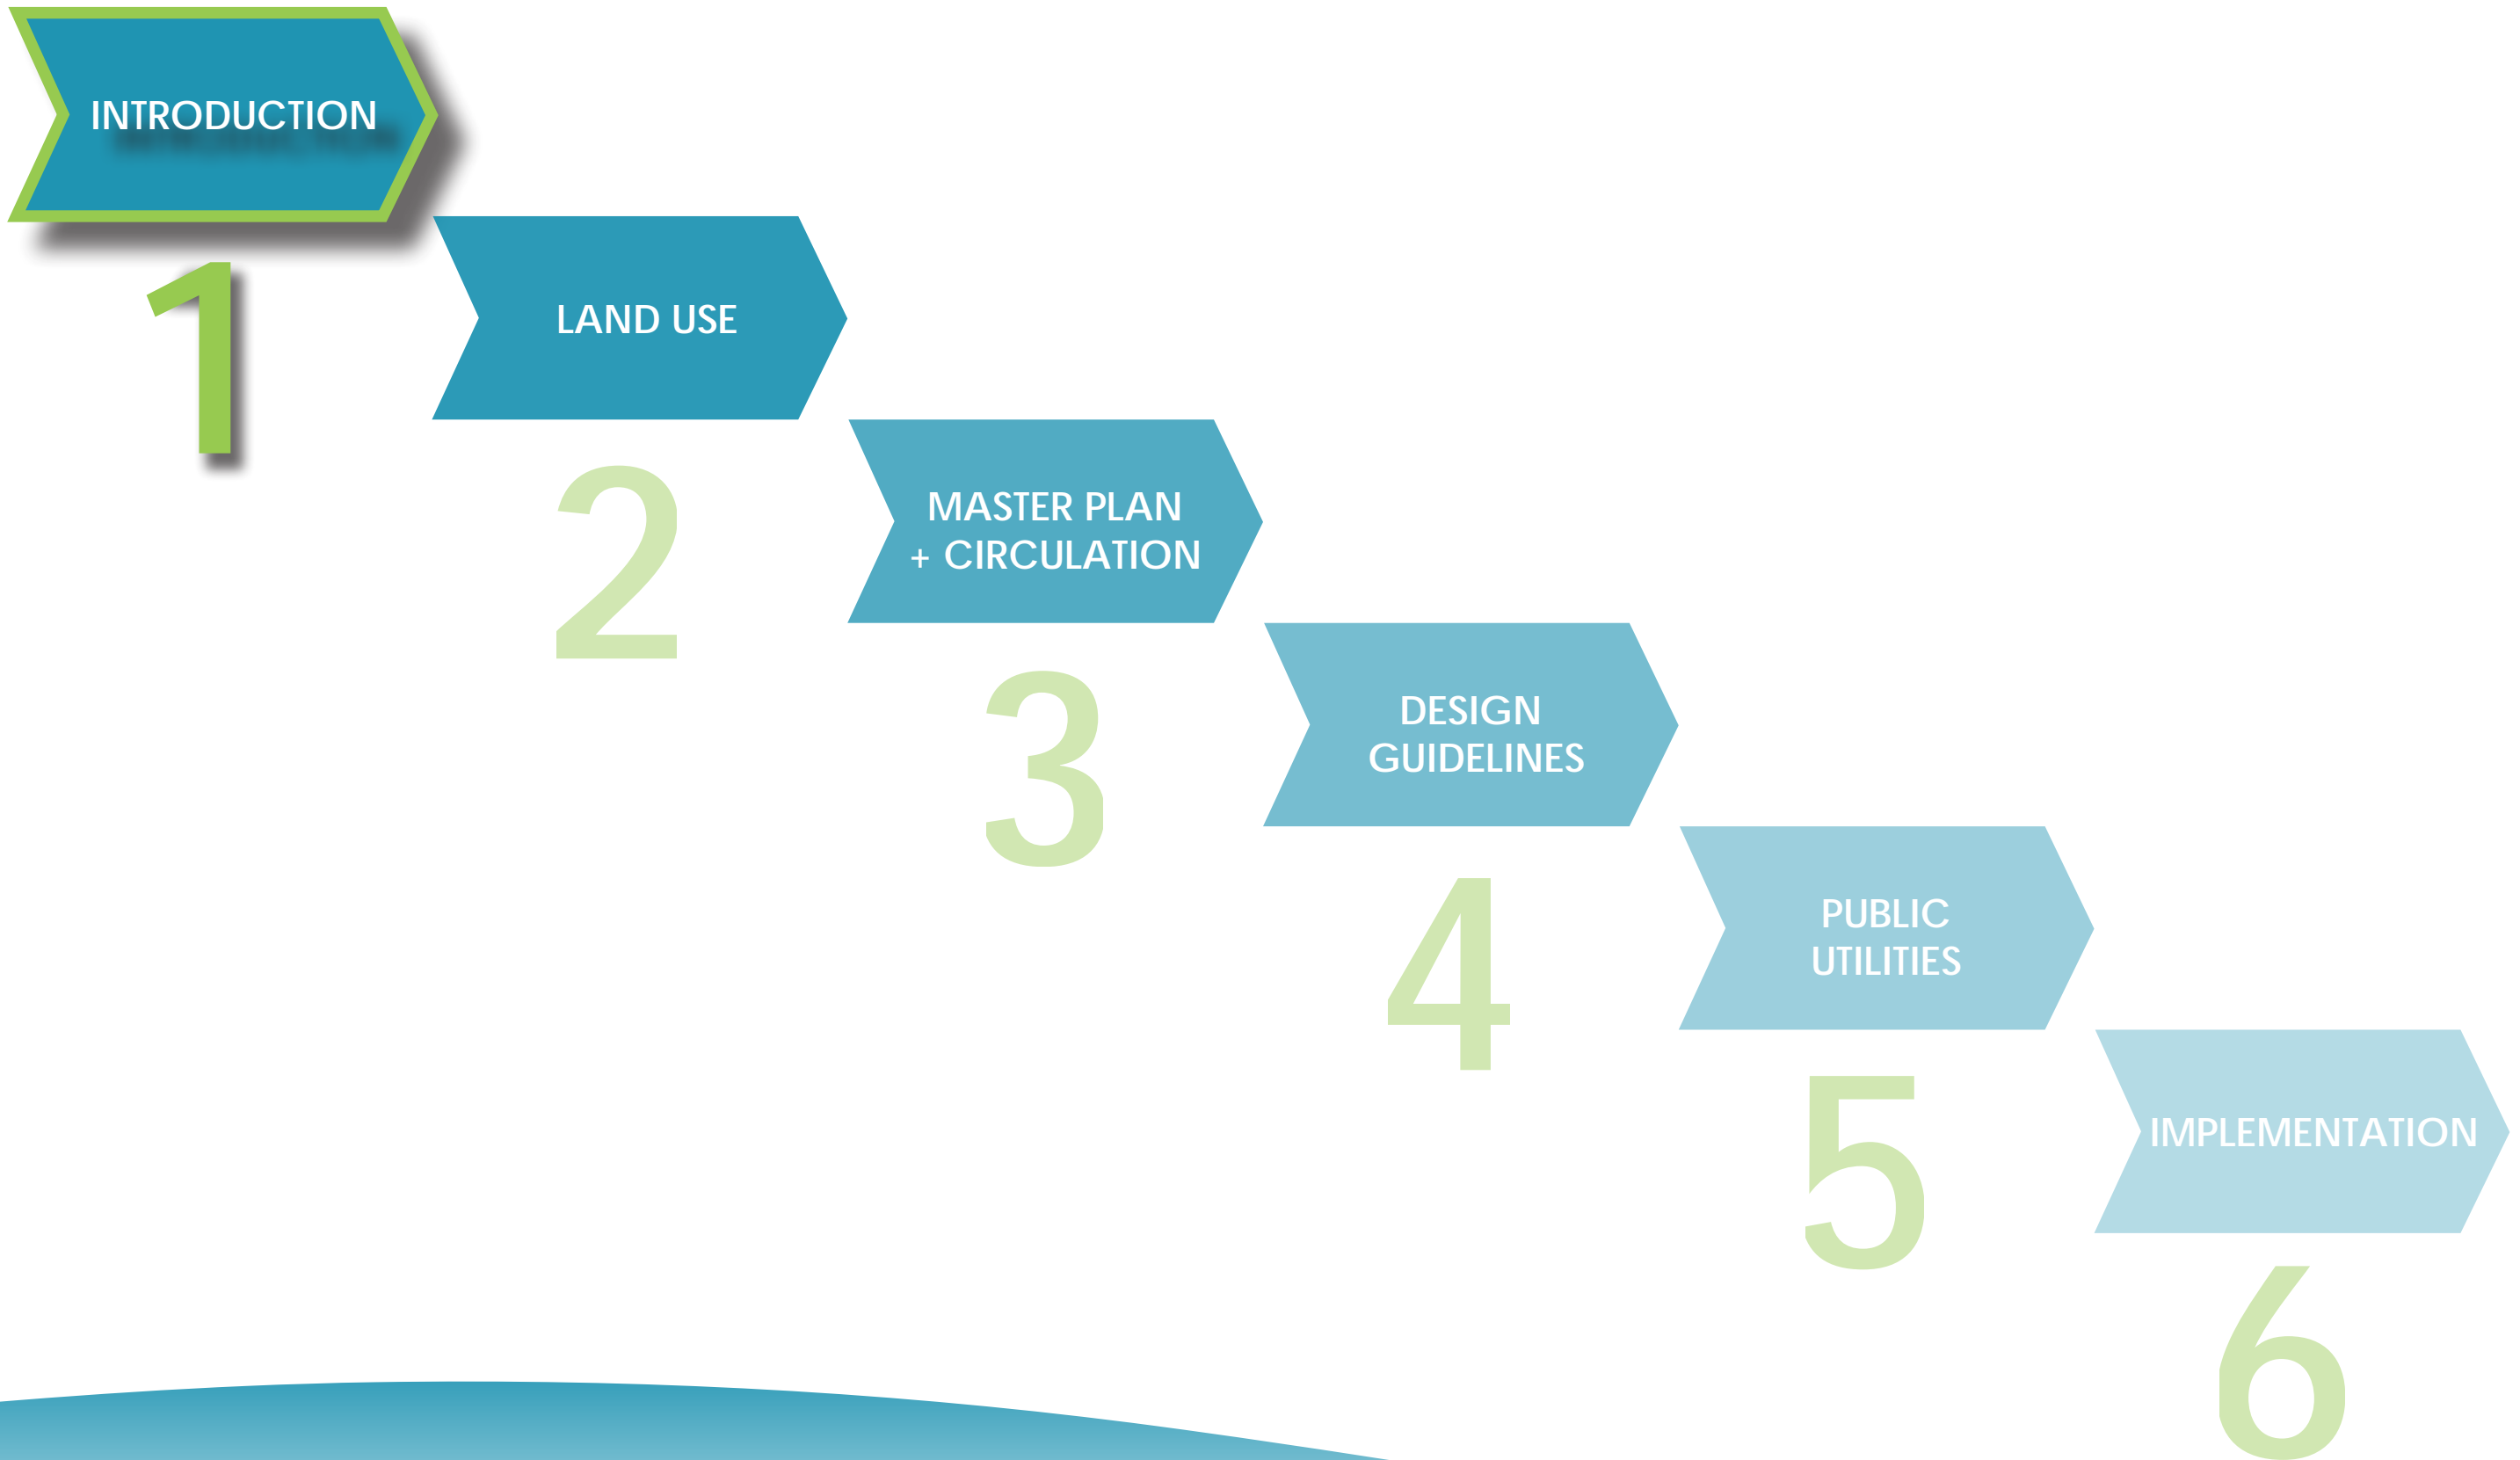 INTRODUCTION
1
LAND USE
2
MASTER PLAN
+ CIRCULATION
3
DESIGN
GUIDELINES
4
PUBLIC
UTILITIES
5
IMPLEMENTATION
6